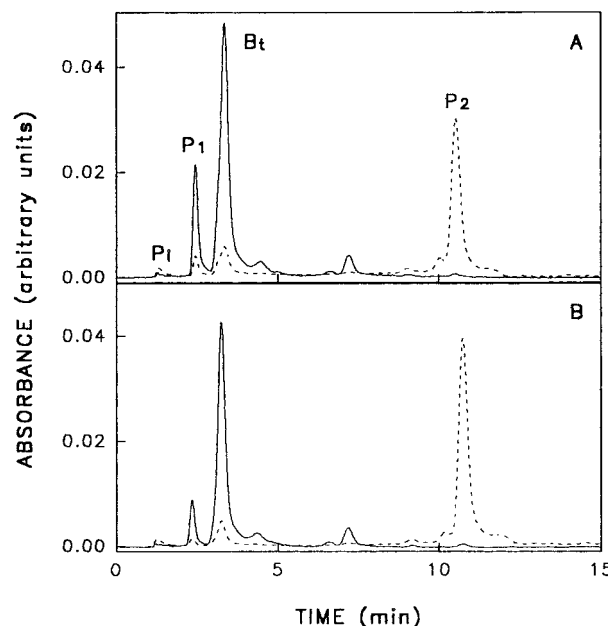 Bt
A
0.04
P2
P1
0.02
Pi
0.00
B
0.04
0.02
0.00
0
5
10
15
ABSORBANCE (arbitrary units)
TIME (min)